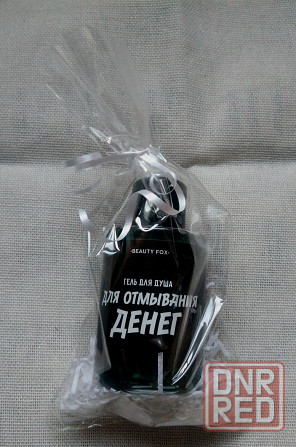 ·BEAUTY FOX·
ГЕЛЬ ДЛЯ ДУША
ДЛЯ ОТМЫВАНИЯ
ДЕНЕГ
DNR
RED